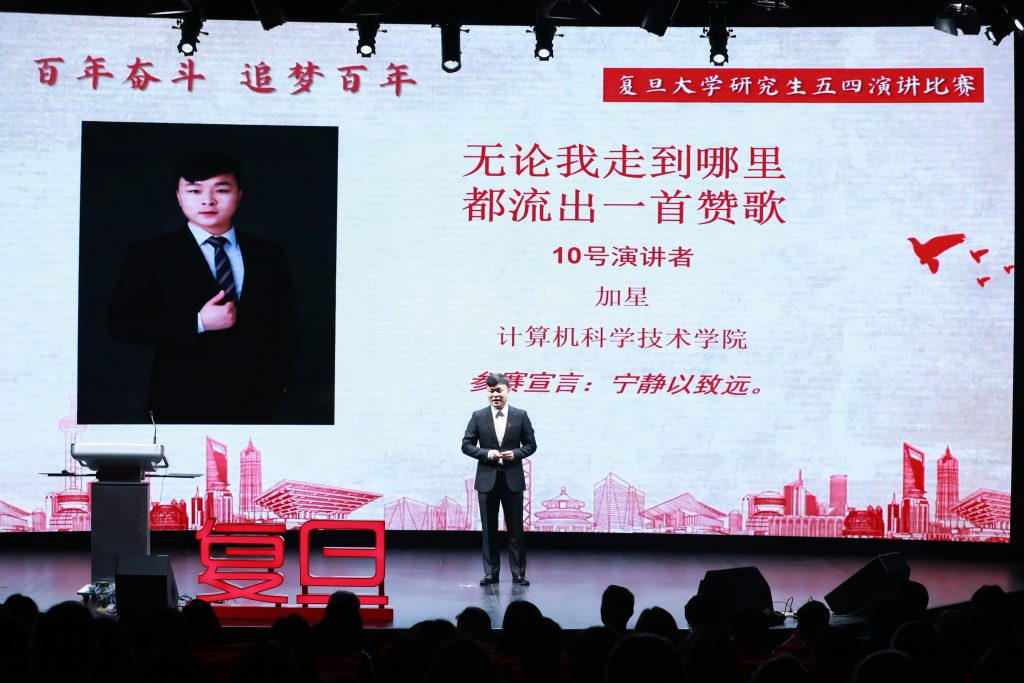 百年奋斗 追梦百年
复旦大学研究生五四演讲比赛
无论我走到哪里
都流出一首赞歌
10号演讲者
加星
计算机科学技术学院
参赛宣言：宁静以致远。
复旦